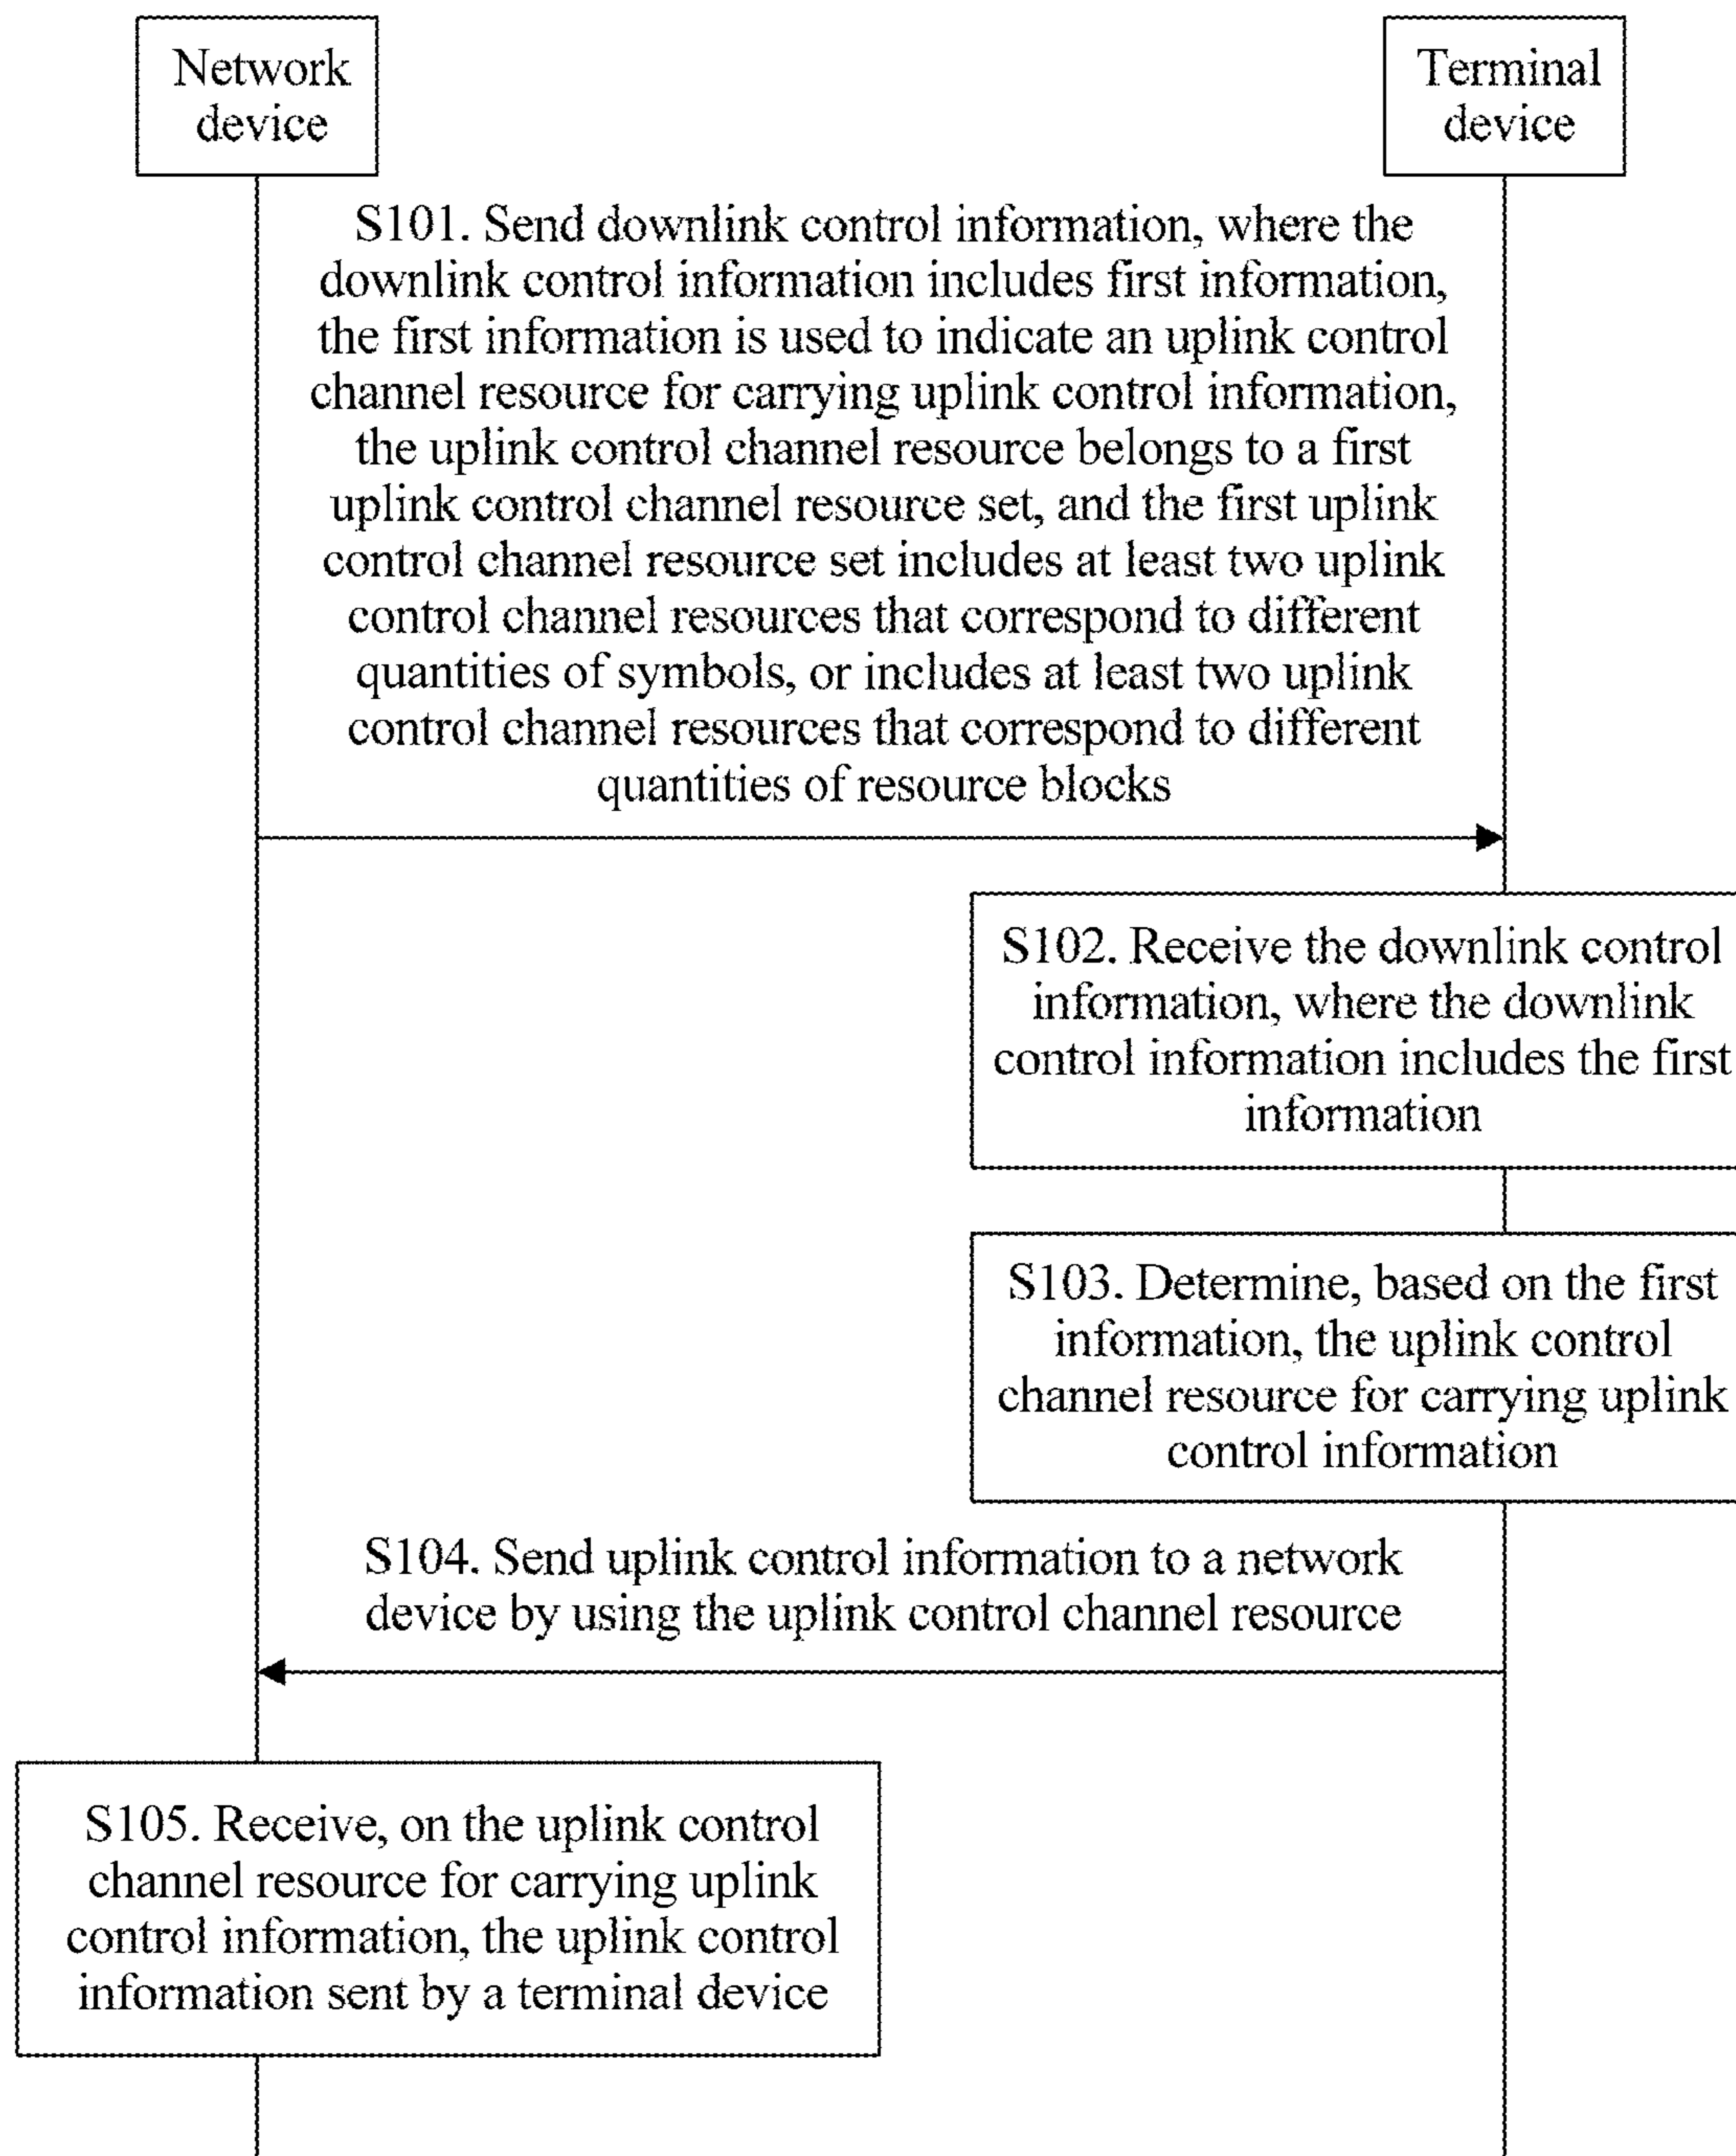 Network
device
Terminal
device
S101. Send downlink control information, where the
downlink control information includes first information,
the first information is used to indicate an uplink control
channel resource for carrying uplink control information,
the uplink control channel resource belongs to a first
uplink control channel resource set, and the first uplink
control channel resource set includes at least two uplink
control channel resources that correspond to different
quantities of symbols, or includes at least two uplink
control channel resources that correspond to different
quantities of resource blocks
S102. Receive the downlink control
information, where the downlink
control information includes the first
information
S103. Determine, based on the first
information, the uplink control
channel resource for carrying uplink
control information
S104. Send uplink control information to a network
device by using the uplink control channel resource
S105. Receive, on the uplink control
channel resource for carrying uplink
control information, the uplink control
information sent by a terminal device